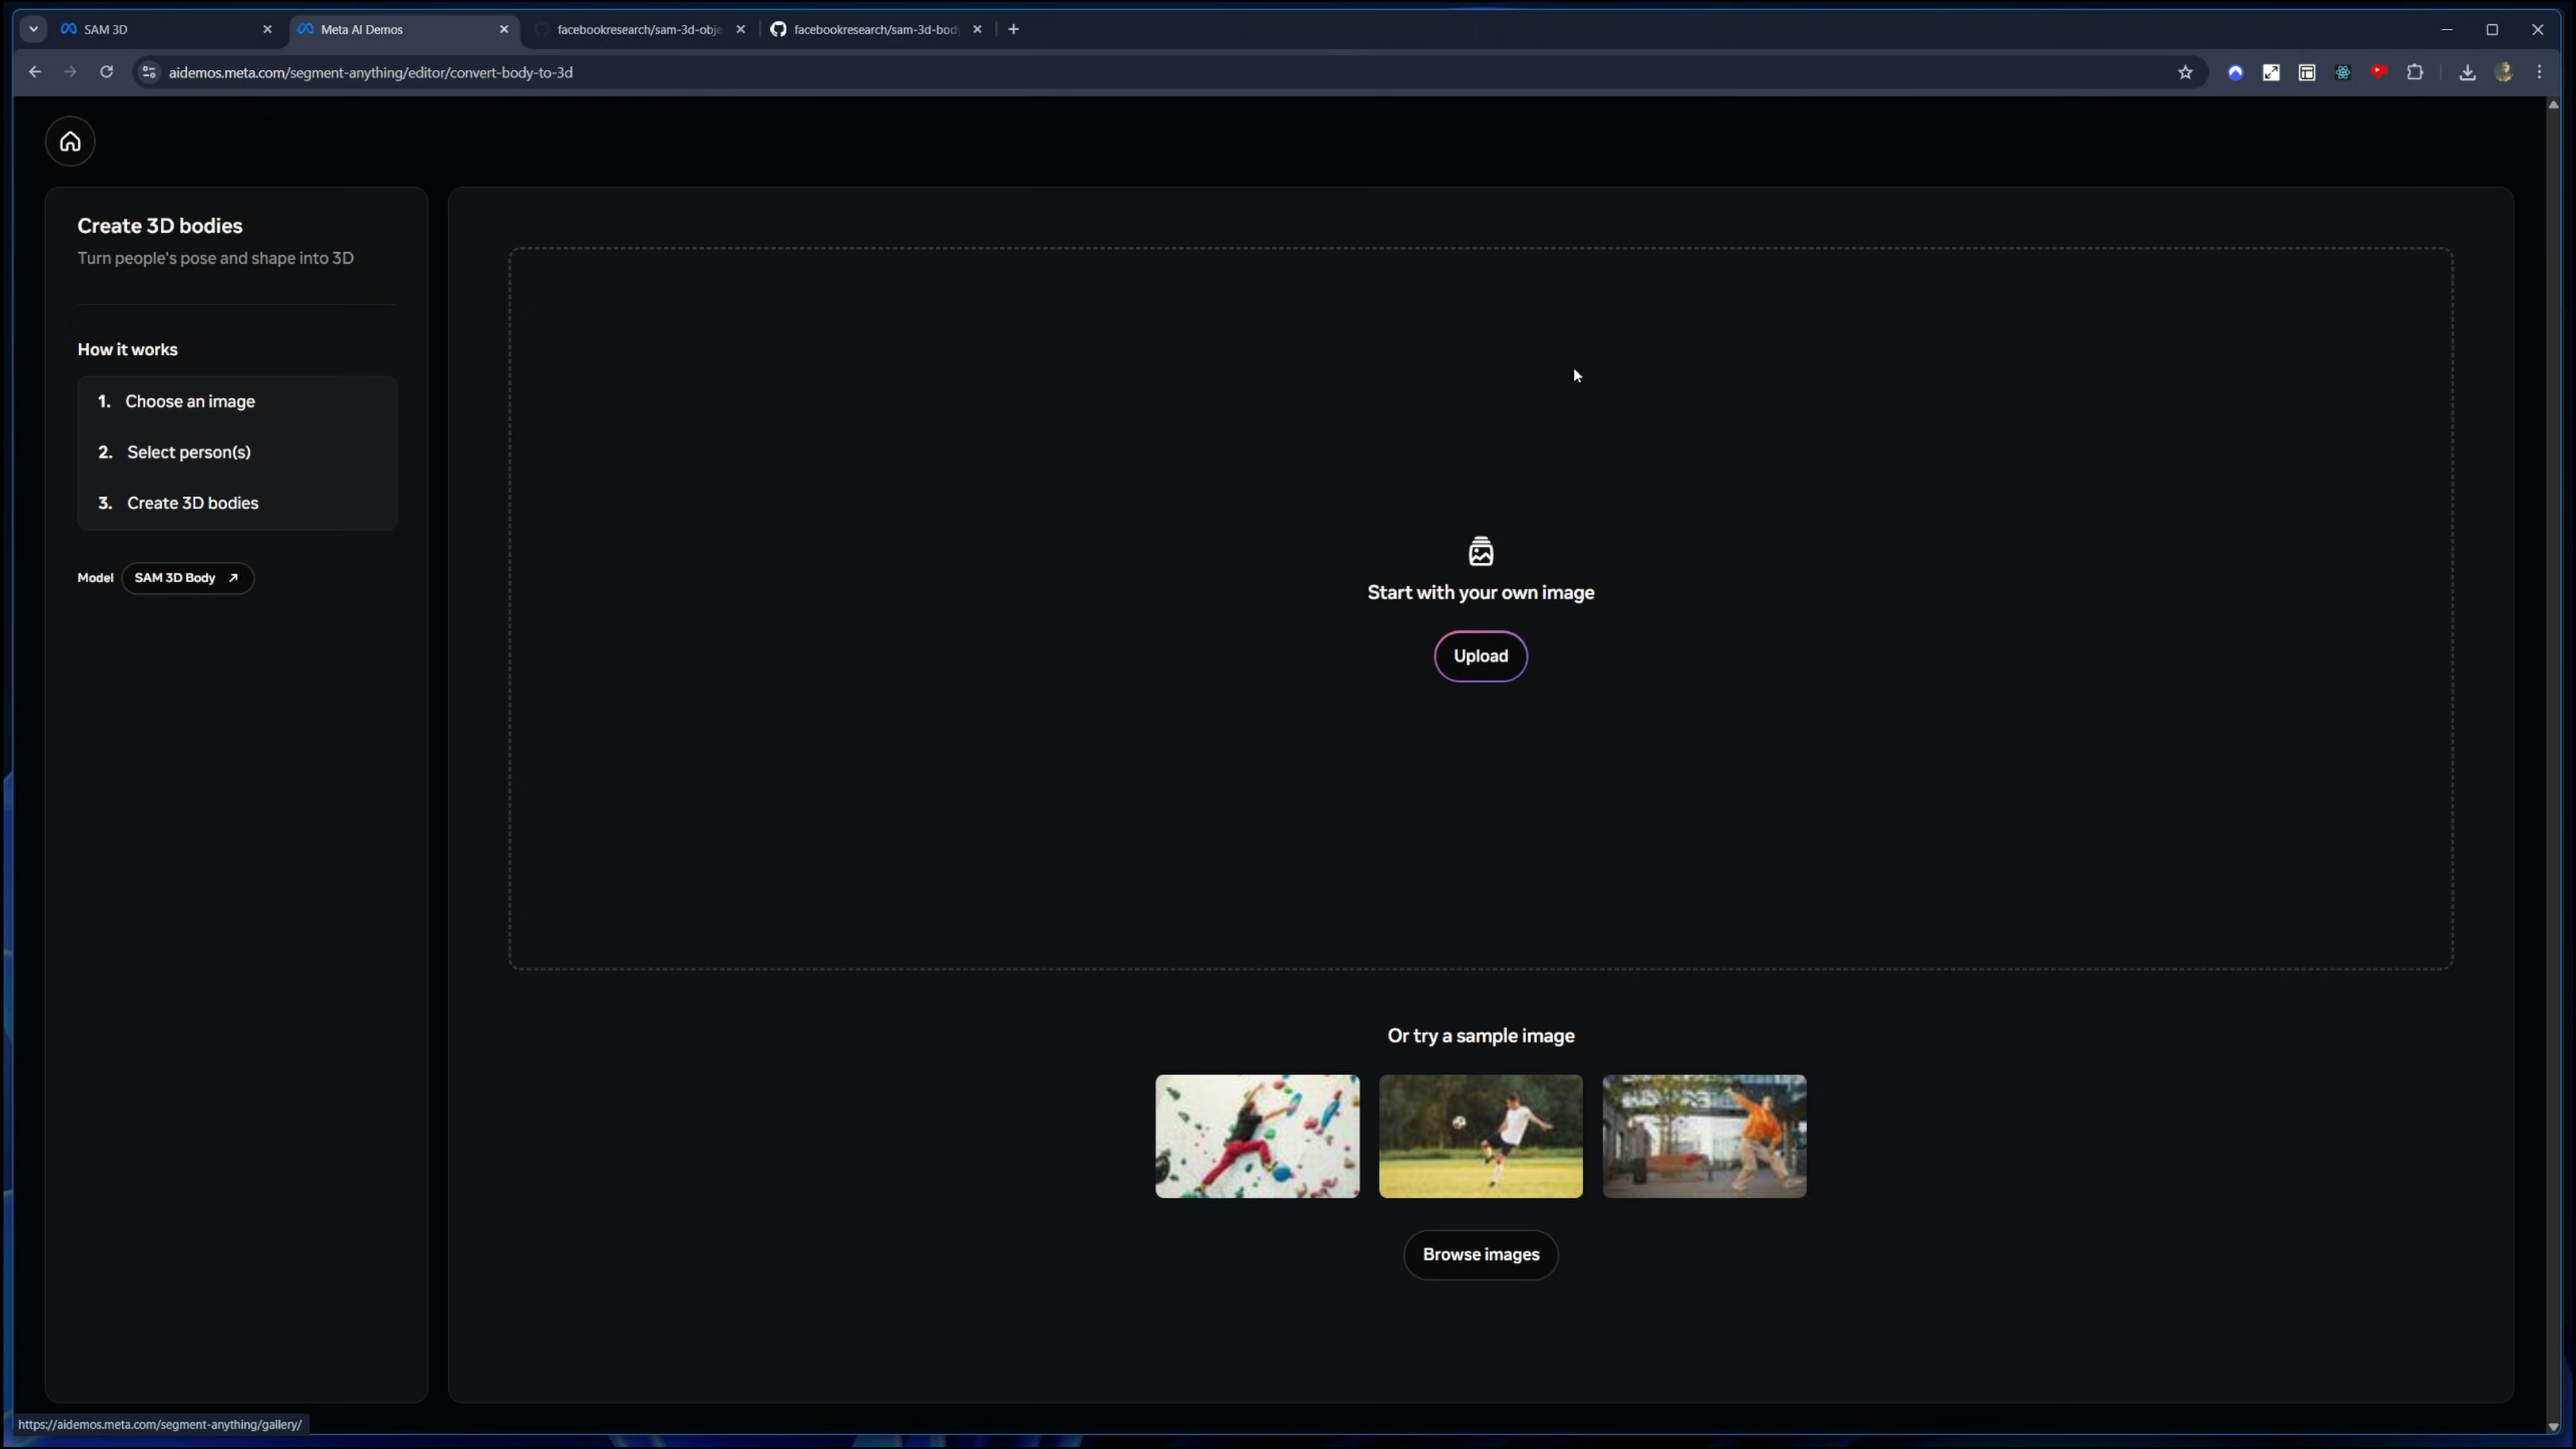 SAM 3D
Meta AI Demos
facebookresearch/sam-3d-obje
facebookresearch/sam-3d-body
aidemos.meta.com/segment-anything/editor/convert-body-to-3d
Create 3D bodies
Turn people's pose and shape into 3D
How it works
1. Choose an image
2. Select person(s)
3. Create 3D bodies
Model SAM 3D Body
Start with your own image
Upload
Or try a sample image
Browse images
https://aidemos.meta.com/segment-anything/gallery/